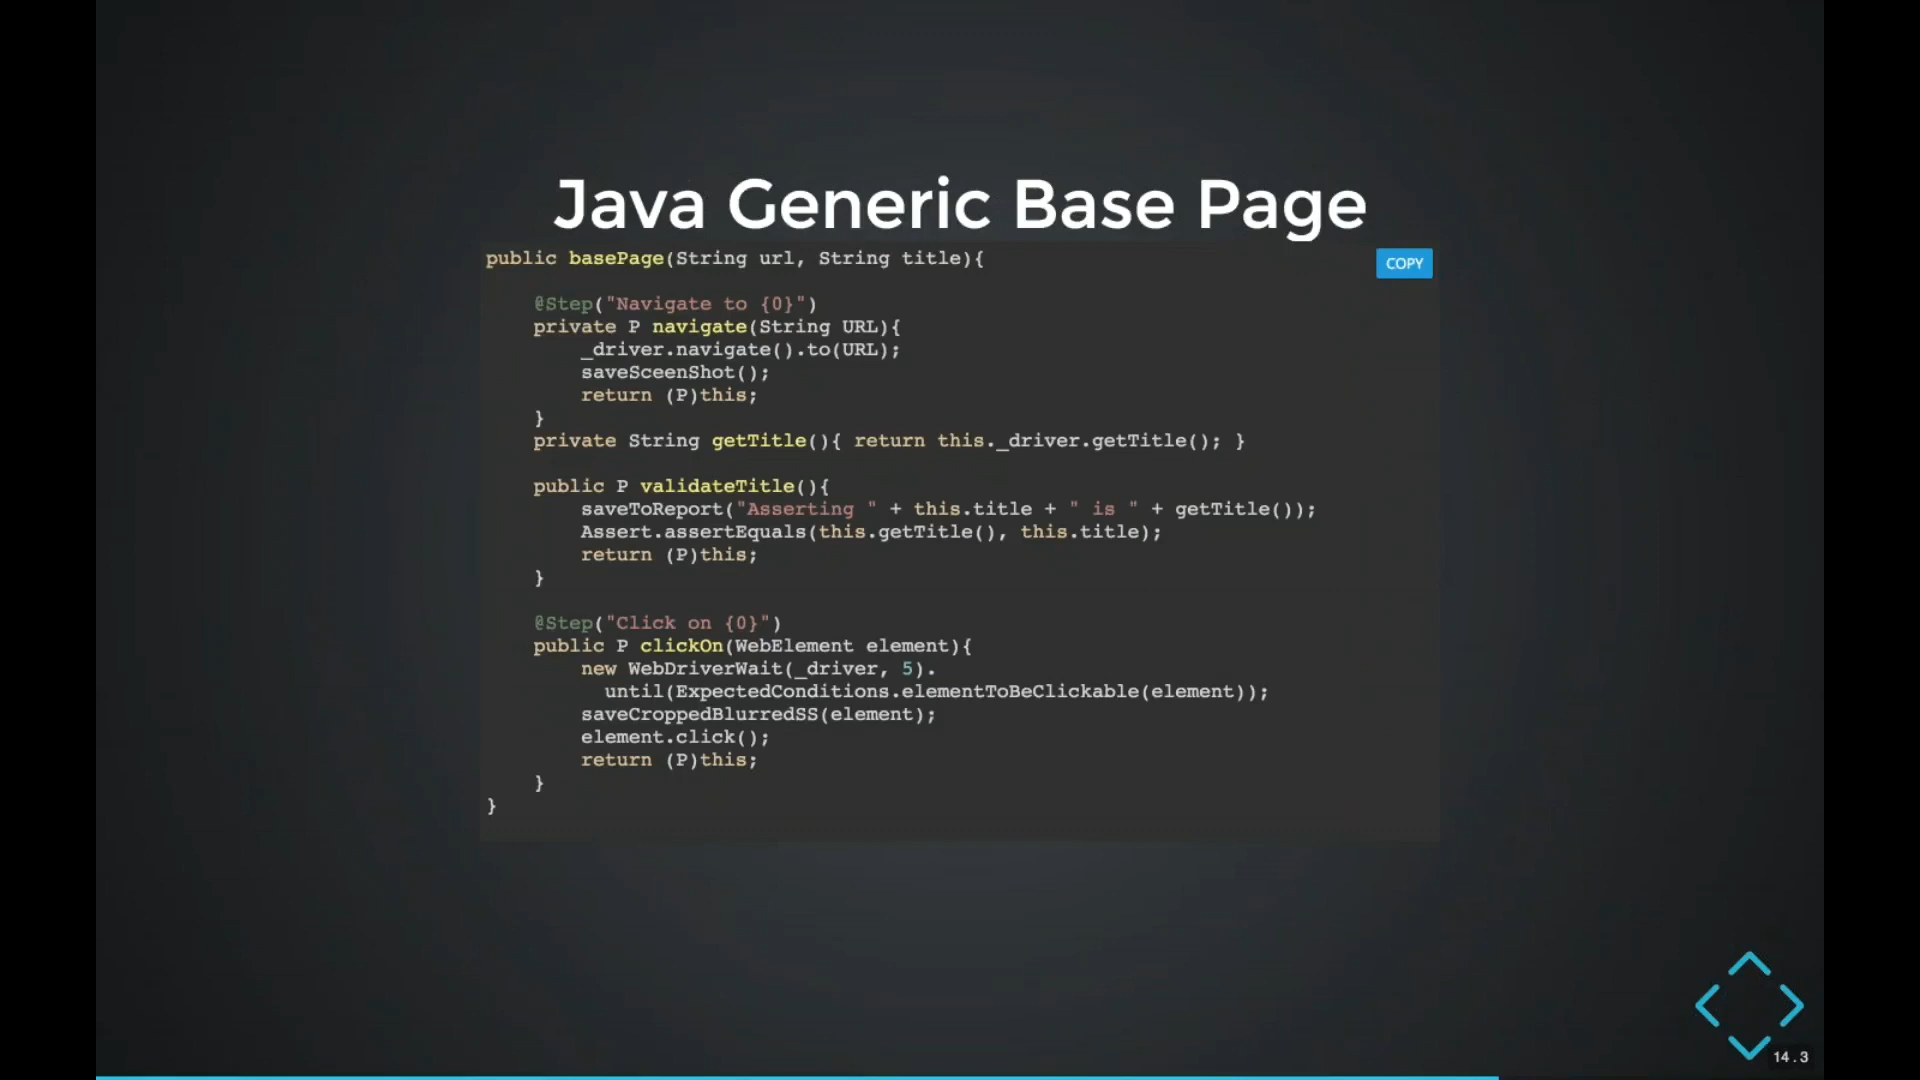 Java Generic Base Page
public basePage(String url, String title){
COPY
@Step("Navigate to {0}")
private P navigate(String URL){
_driver.navigate().to(URL);
saveSceenShot();
return (P)this;
}
private String getTitle(){ return this._driver.getTitle(); }
public P validateTitle(){
saveToReport("Asserting " + this.title + " is " + getTitle());
Assert.assertEquals(this.getTitle(), this.title);
return (P)this;
}
@Step("Click on {0}")
public P clickOn(WebElement element){
new WebDriverWait(_driver, 5).
until(ExpectedConditions.elementToBeClickable(element));
saveCroppedBlurredSS(element);
element.click();
return (P)this;
}
}
14.3